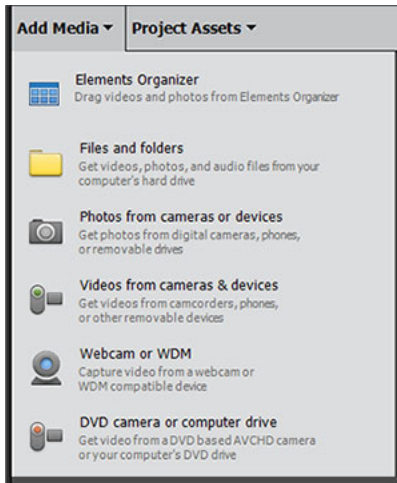 Add Media Project Assets
Elements Organizer
Drag videos and photos from Elements Organizer
Files and folders
Get videos, photos, and audio files from your
computer's hard drive
Photos from cameras or devices
Get photos from digital cameras, phones,
or removable drives
Videos from cameras & devices
Get videos from camcorders, phones,
or other removable devices
Webcam or WDM
Capture video from a webcam or
WDM compatible device
DVD camera or computer drive
Get video from a DVD based AVCHD camera
or your computer's DVD drive